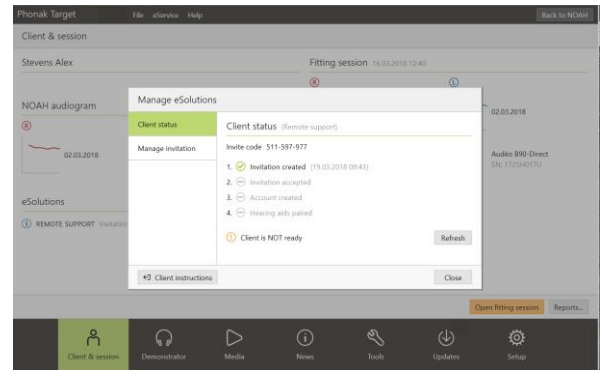 Phonak Target File eService Help Back to NOAH
Client & session
Stevens Alex
Fitting session 16.03.2018 12:40
R L
NOAH audiogram
R
02.03.2018
02.03.2018
Audéo B90-Direct
SN: 1725H017U
eSolutions
REMOTE SUPPORT Invitation
Manage eSolutions
Client status
Manage invitation
Client status (Remote support)
Invite code 511-597-977
1. Invitation created (19.03.2018 09:43)
2. Invitation accepted
3. Account created
4. Hearing aids paired
Client is NOT ready
Refresh
Client instructions
Close
Open fitting session Reports...
Client & session Demonstrator Media News Tools Updates Setup